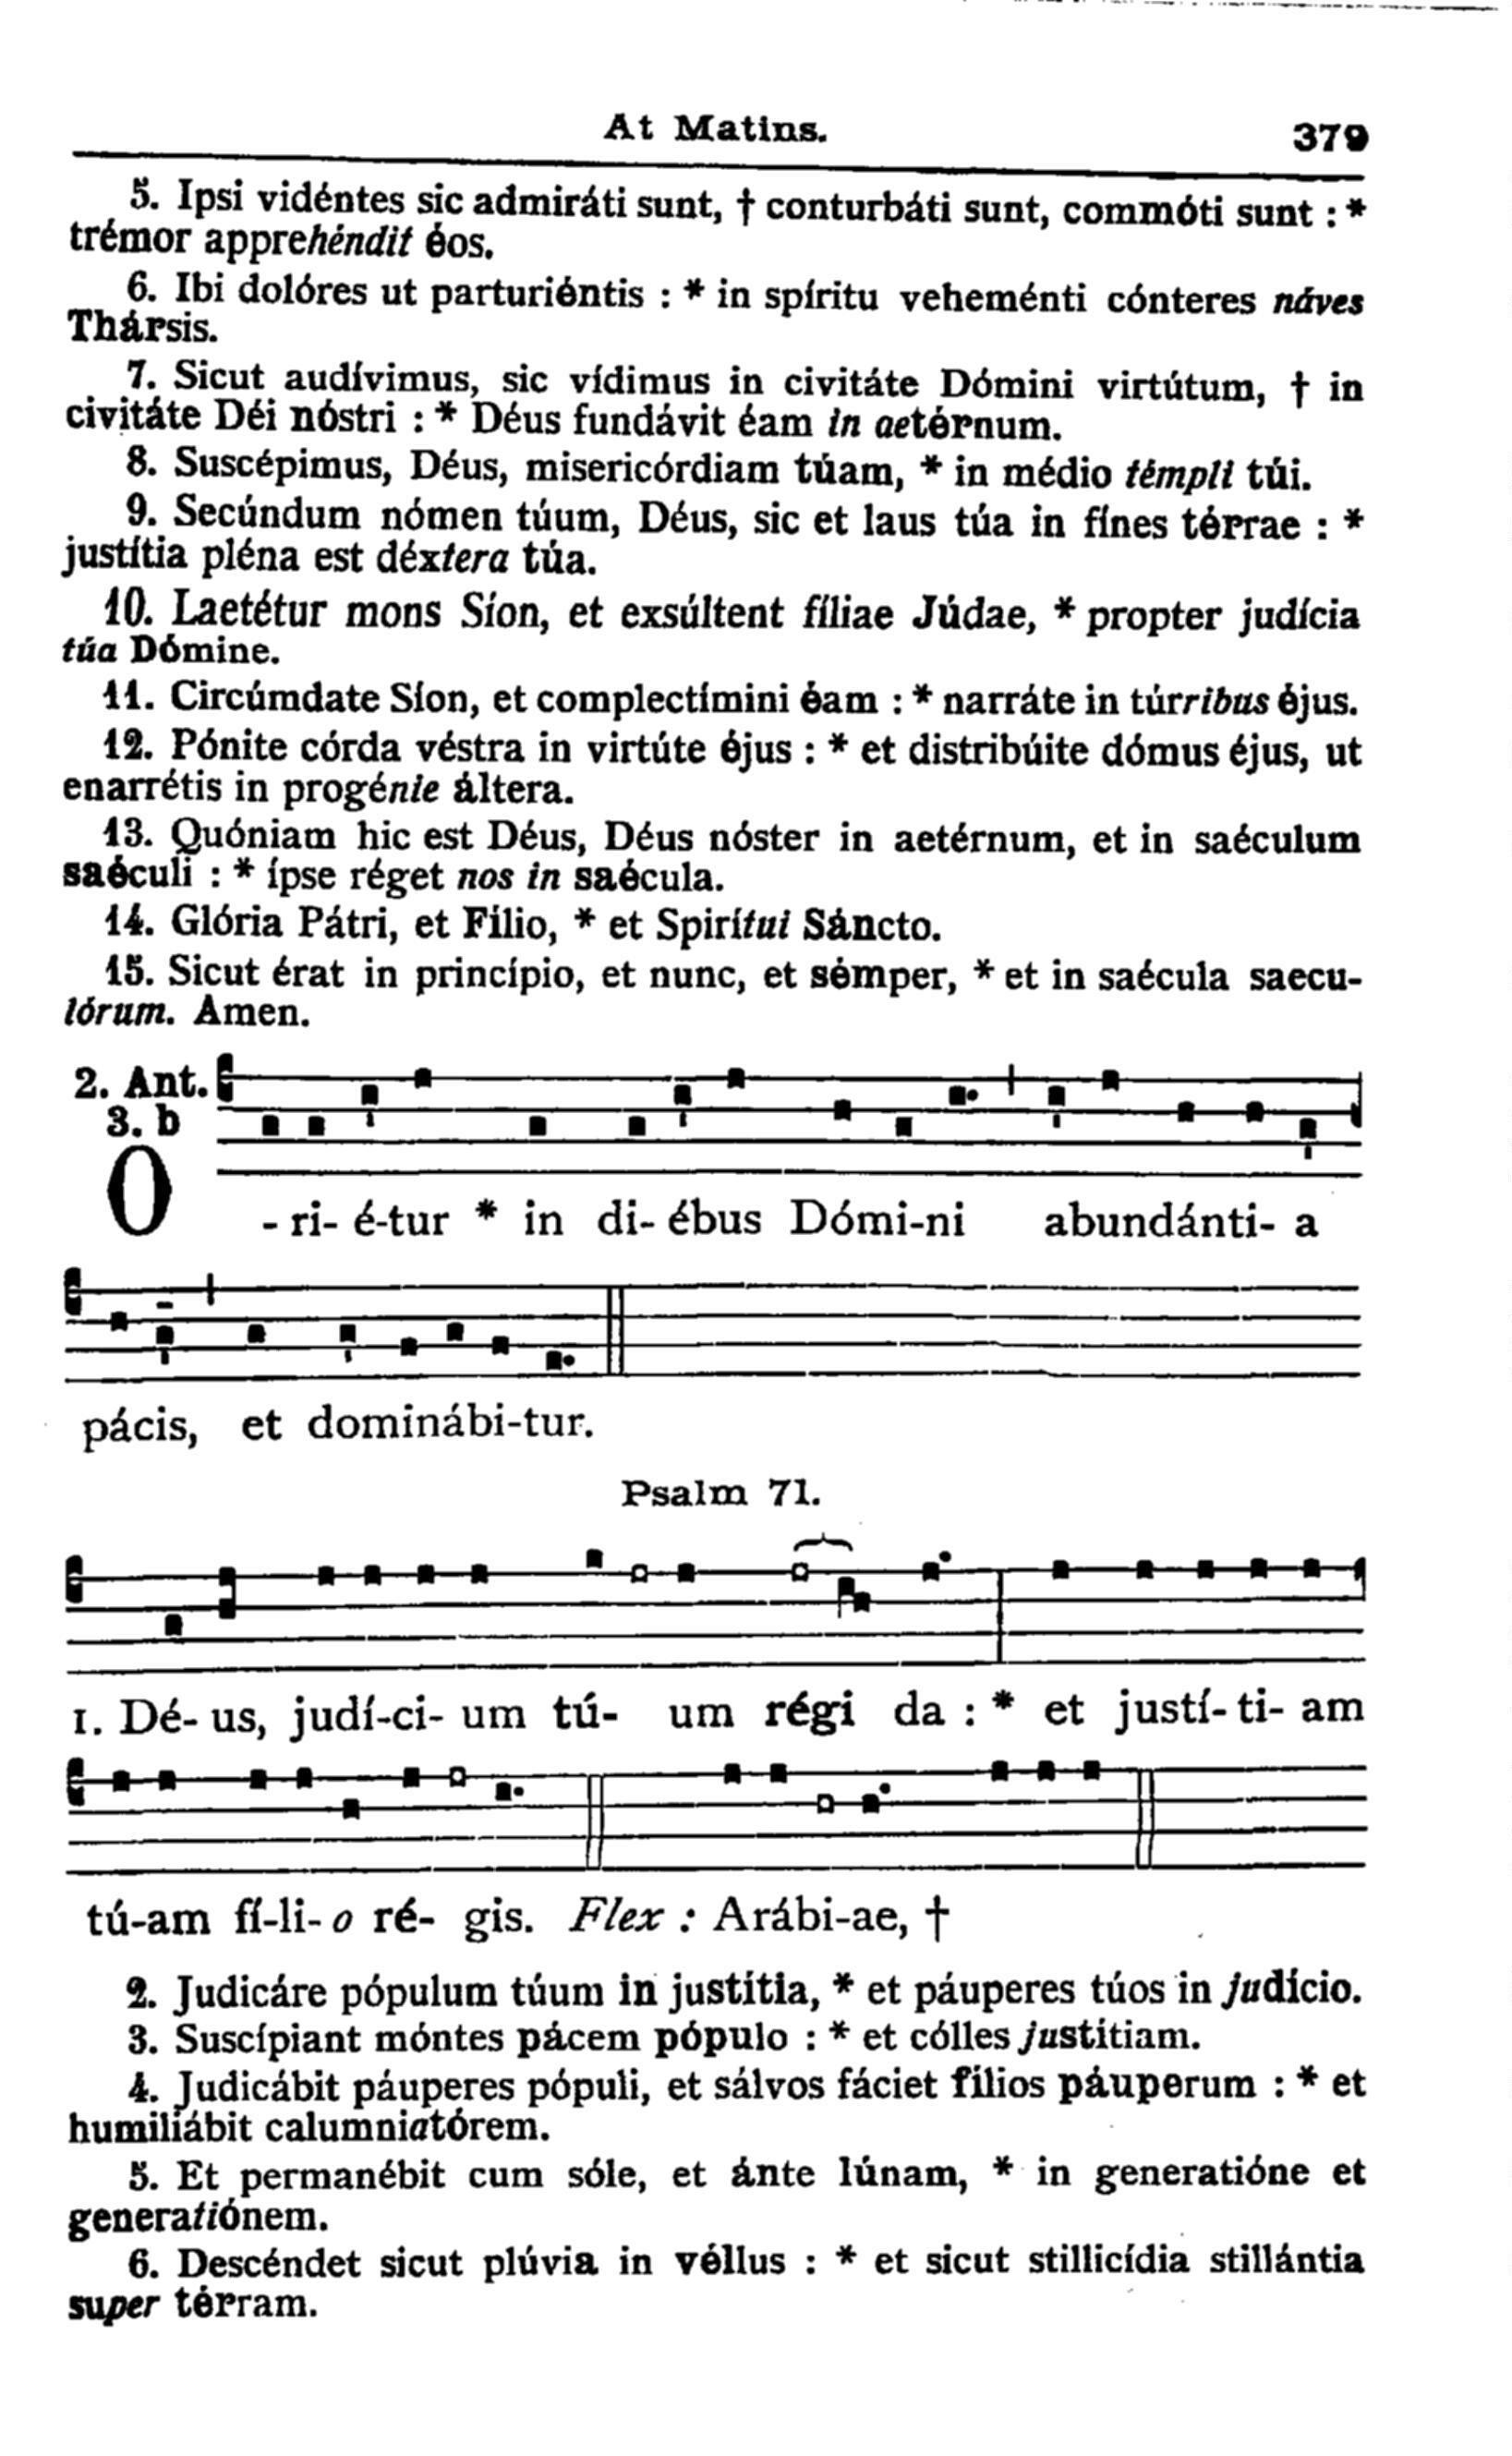 At Matins. 379
5. Ipsi vidéntes sic admiráti sunt, † conturbáti sunt, commóti sunt : *
trémor apprehéndit éos.
6. Ibi dolóres ut parturiéntis : * in spíritu veheménti cónteres náves
Thársis.
7. Sicut audívimus, sic vídimus in civitáte Dómini virtútum, † in
civitáte Déi nóstri : * Déus fundávit éam in aetérnum.
8. Suscépimus, Déus, misericórdiam túam, * in médio témpli túi.
9. Secúndum nómen túum, Déus, sic et laus túa in fínes térrae : *
justítia pléna est déxtera túa.
10. Laetétur mons Síon, et exsúltent fíliae Júdae, * propter judícia
túa Dómine.
11. Circúmdate Síon, et complectímini éam : * narráte in túrribus éjus.
12. Pónite córda véstra in virtúte éjus : * et distribúite dómus éjus, ut
enarrétis in progénie áltera.
13. Quóniam hic est Déus, Déus nóster in aetérnum, et in saéculum
saéculi : * ípse réget nos in saécula.
14. Glória Pátri, et Fílio, * et Spirítui Sáncto.
15. Sicut érat in princípio, et nunc, et sémper, * et in saécula saecu-
lórum. Amen.
2. Ant.
3. b
O - ri- é-tur * in di- ébus Dómi-ni abundánti- a
pácis, et dominábi-tur.
Psalm 71.
1. Dé- us, judí-ci- um tú- um régi da : * et justí- ti- am
tú-am fí-li- o ré- gis. Flex : Arábi-ae, †
2. Judicáre pópulum túum in justítia, * et páuperes túos in judício.
3. Suscípiant móntes pácem pópulo : * et cólles justítiam.
4. Judicábit páuperes pópuli, et sálvos fáciet fílios páuperum : * et
humiliábit calumniatórem.
5. Et permanébit cum sóle, et ánte lúnam, * in generatióne et
generatiónem.
6. Descéndet sicut plúvia in véllus : * et sicut stillicídia stillántia
super térram.